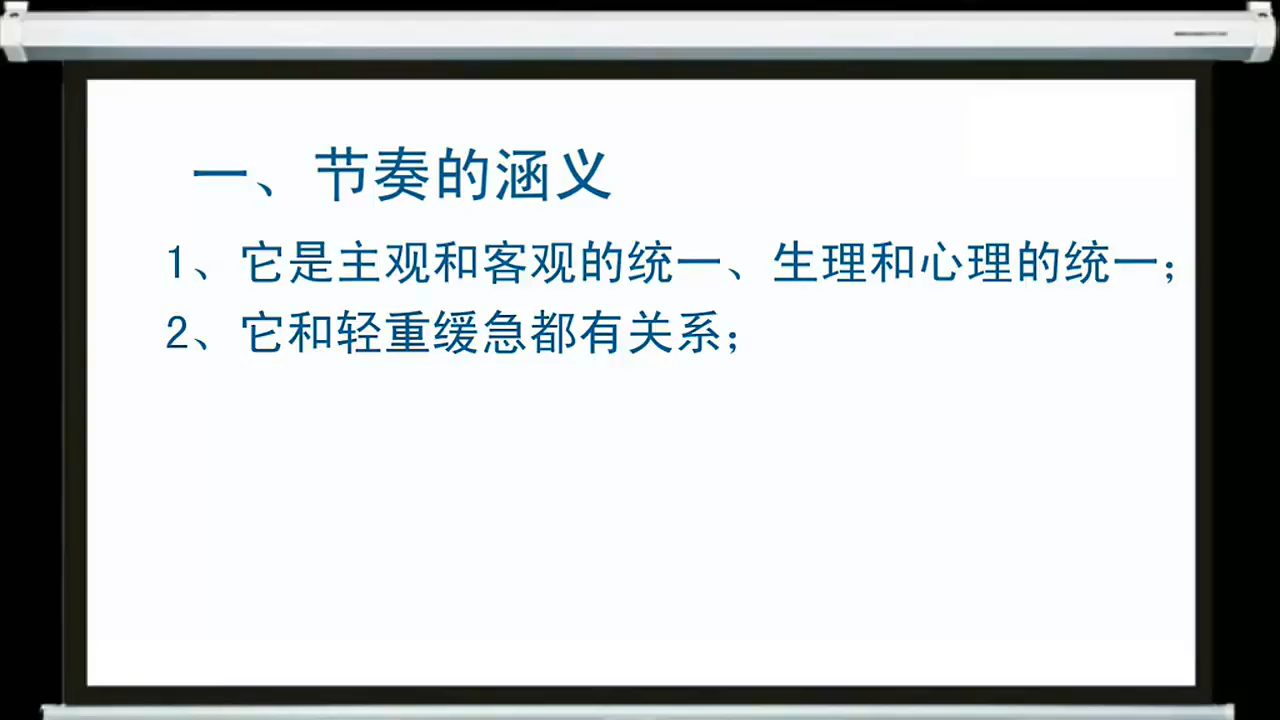 一、节奏的涵义
1、它是主观和客观的统一、生理和心理的统一；
2、它和轻重缓急都有关系；